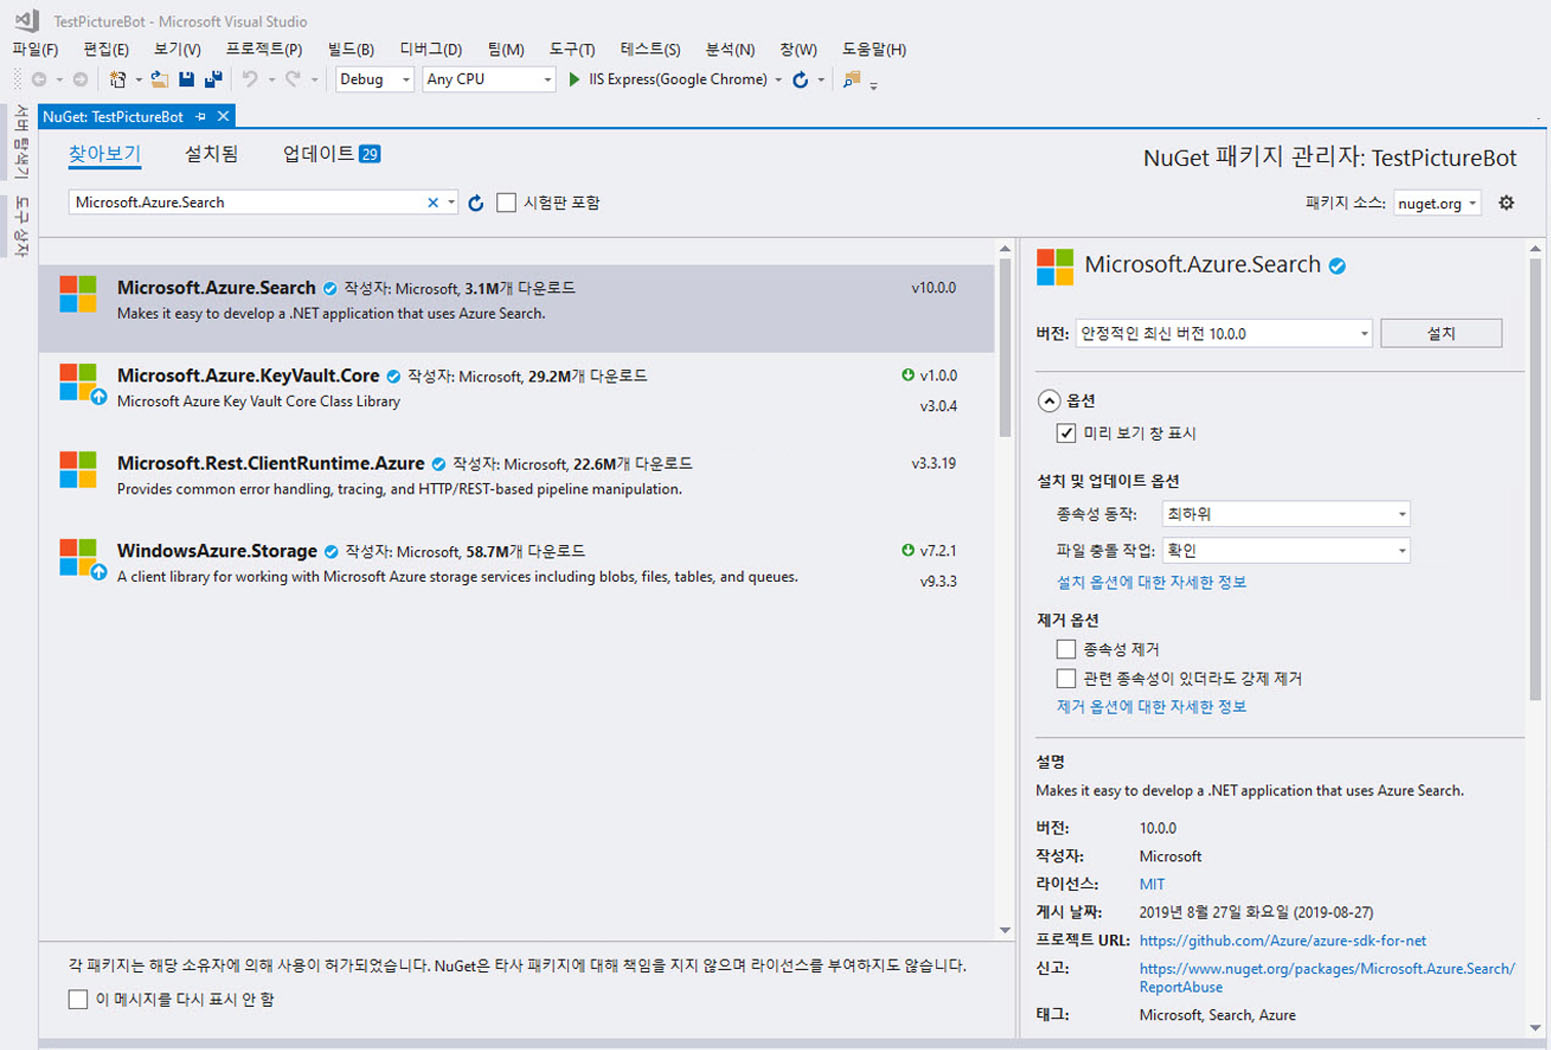 TestPictureBot - Microsoft Visual Studio
파일(F) 편집(E) 보기(V) 프로젝트(P) 빌드(B) 디버그(D) 팀(M) 도구(T) 테스트(S) 분석(N) 창(W) 도움말(H)
Debug Any CPU IIS Express(Google Chrome)
서버 탐색기
도구 상자
NuGet: TestPictureBot
찾아보기 설치됨 업데이트 29
NuGet 패키지 관리자: TestPictureBot
Microsoft.Azure.Search 시험판 포함
패키지 소스: nuget.org
Microsoft.Azure.Search 작성자: Microsoft, 3.1M개 다운로드 v10.0.0
Makes it easy to develop a .NET application that uses Azure Search.
Microsoft.Azure.KeyVault.Core 작성자: Microsoft, 29.2M개 다운로드 v1.0.0
Microsoft Azure Key Vault Core Class Library v3.0.4
Microsoft.Rest.ClientRuntime.Azure 작성자: Microsoft, 22.6M개 다운로드 v3.3.19
Provides common error handling, tracing, and HTTP/REST-based pipeline manipulation.
WindowsAzure.Storage 작성자: Microsoft, 58.7M개 다운로드 v7.2.1
A client library for working with Microsoft Azure storage services including blobs, files, tables, and queues. v9.3.3
각 패키지는 해당 소유자에 의해 사용이 허가되었습니다. NuGet은 타사 패키지에 대해 책임을 지지 않으며 라이선스를 부여하지도 않습니다.
이 메시지를 다시 표시 안 함
Microsoft.Azure.Search
버전: 안정적인 최신 버전 10.0.0 설치
옵션
미리 보기 창 표시
설치 및 업데이트 옵션
종속성 동작: 최하위
파일 충돌 작업: 확인
설치 옵션에 대한 자세한 정보
제거 옵션
종속성 제거
관련 종속성이 있더라도 강제 제거
제거 옵션에 대한 자세한 정보
설명
Makes it easy to develop a .NET application that uses Azure Search.
버전: 10.0.0
작성자: Microsoft
라이선스: MIT
게시 날짜: 2019년 8월 27일 화요일 (2019-08-27)
프로젝트 URL: https://github.com/Azure/azure-sdk-for-net
신고: https://www.nuget.org/packages/Microsoft.Azure.Search/
ReportAbuse
태그: Microsoft, Search, Azure